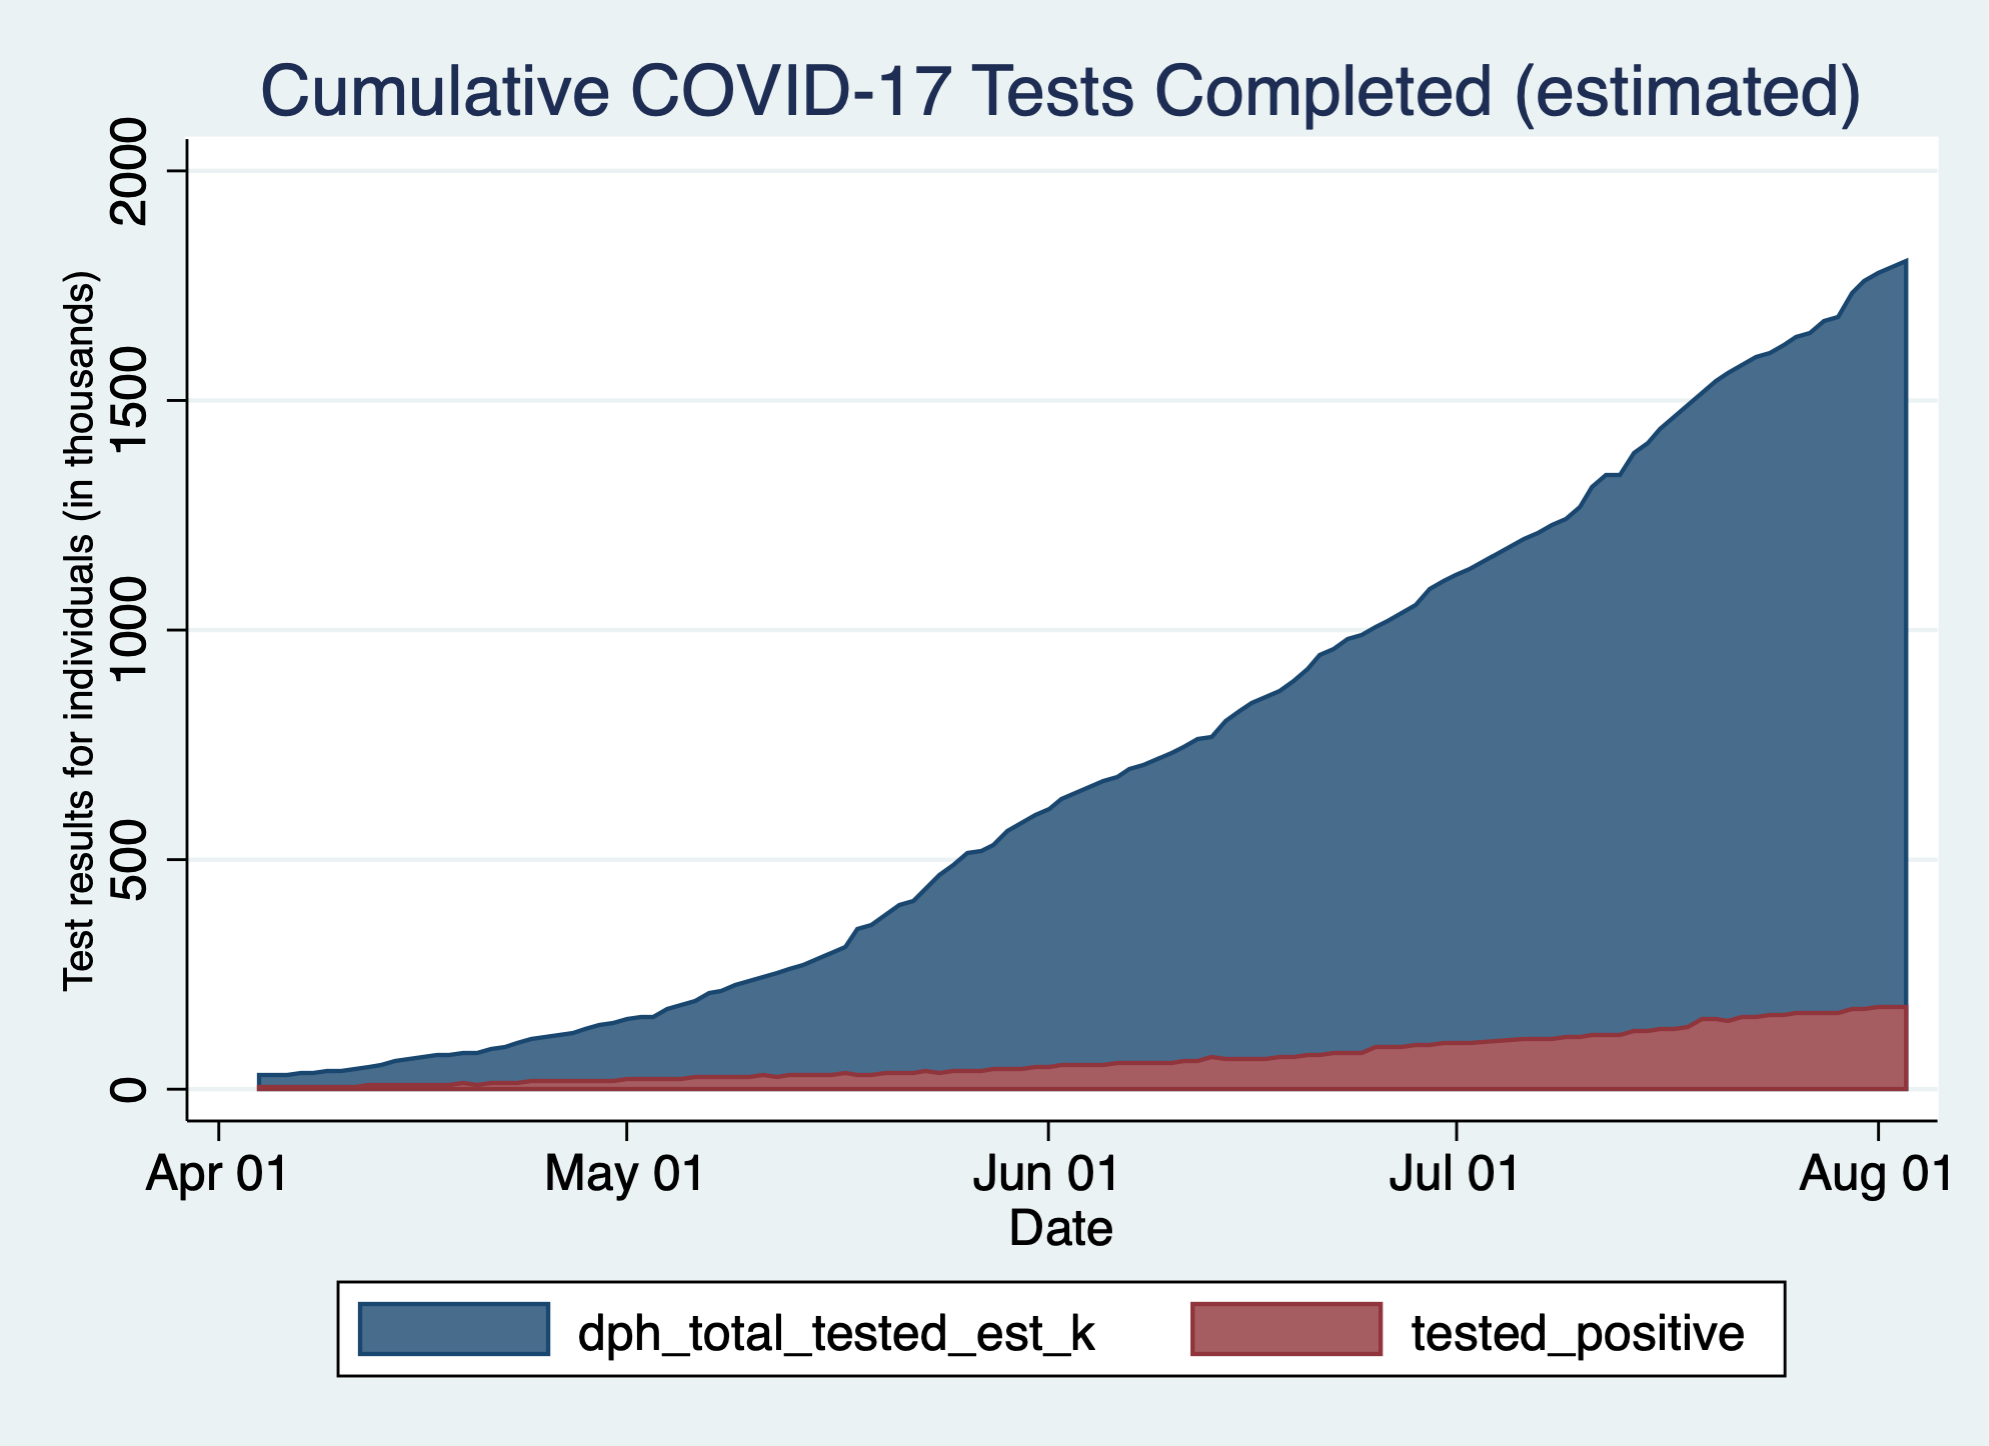 Cumulative COVID-17 Tests Completed (estimated)
Test results for individuals (in thousands)
2000
1500
1000
500
0
Apr 01 May 01 Jun 01 Jul 01 Aug 01
Date
dph_total_tested_est_k tested_positive